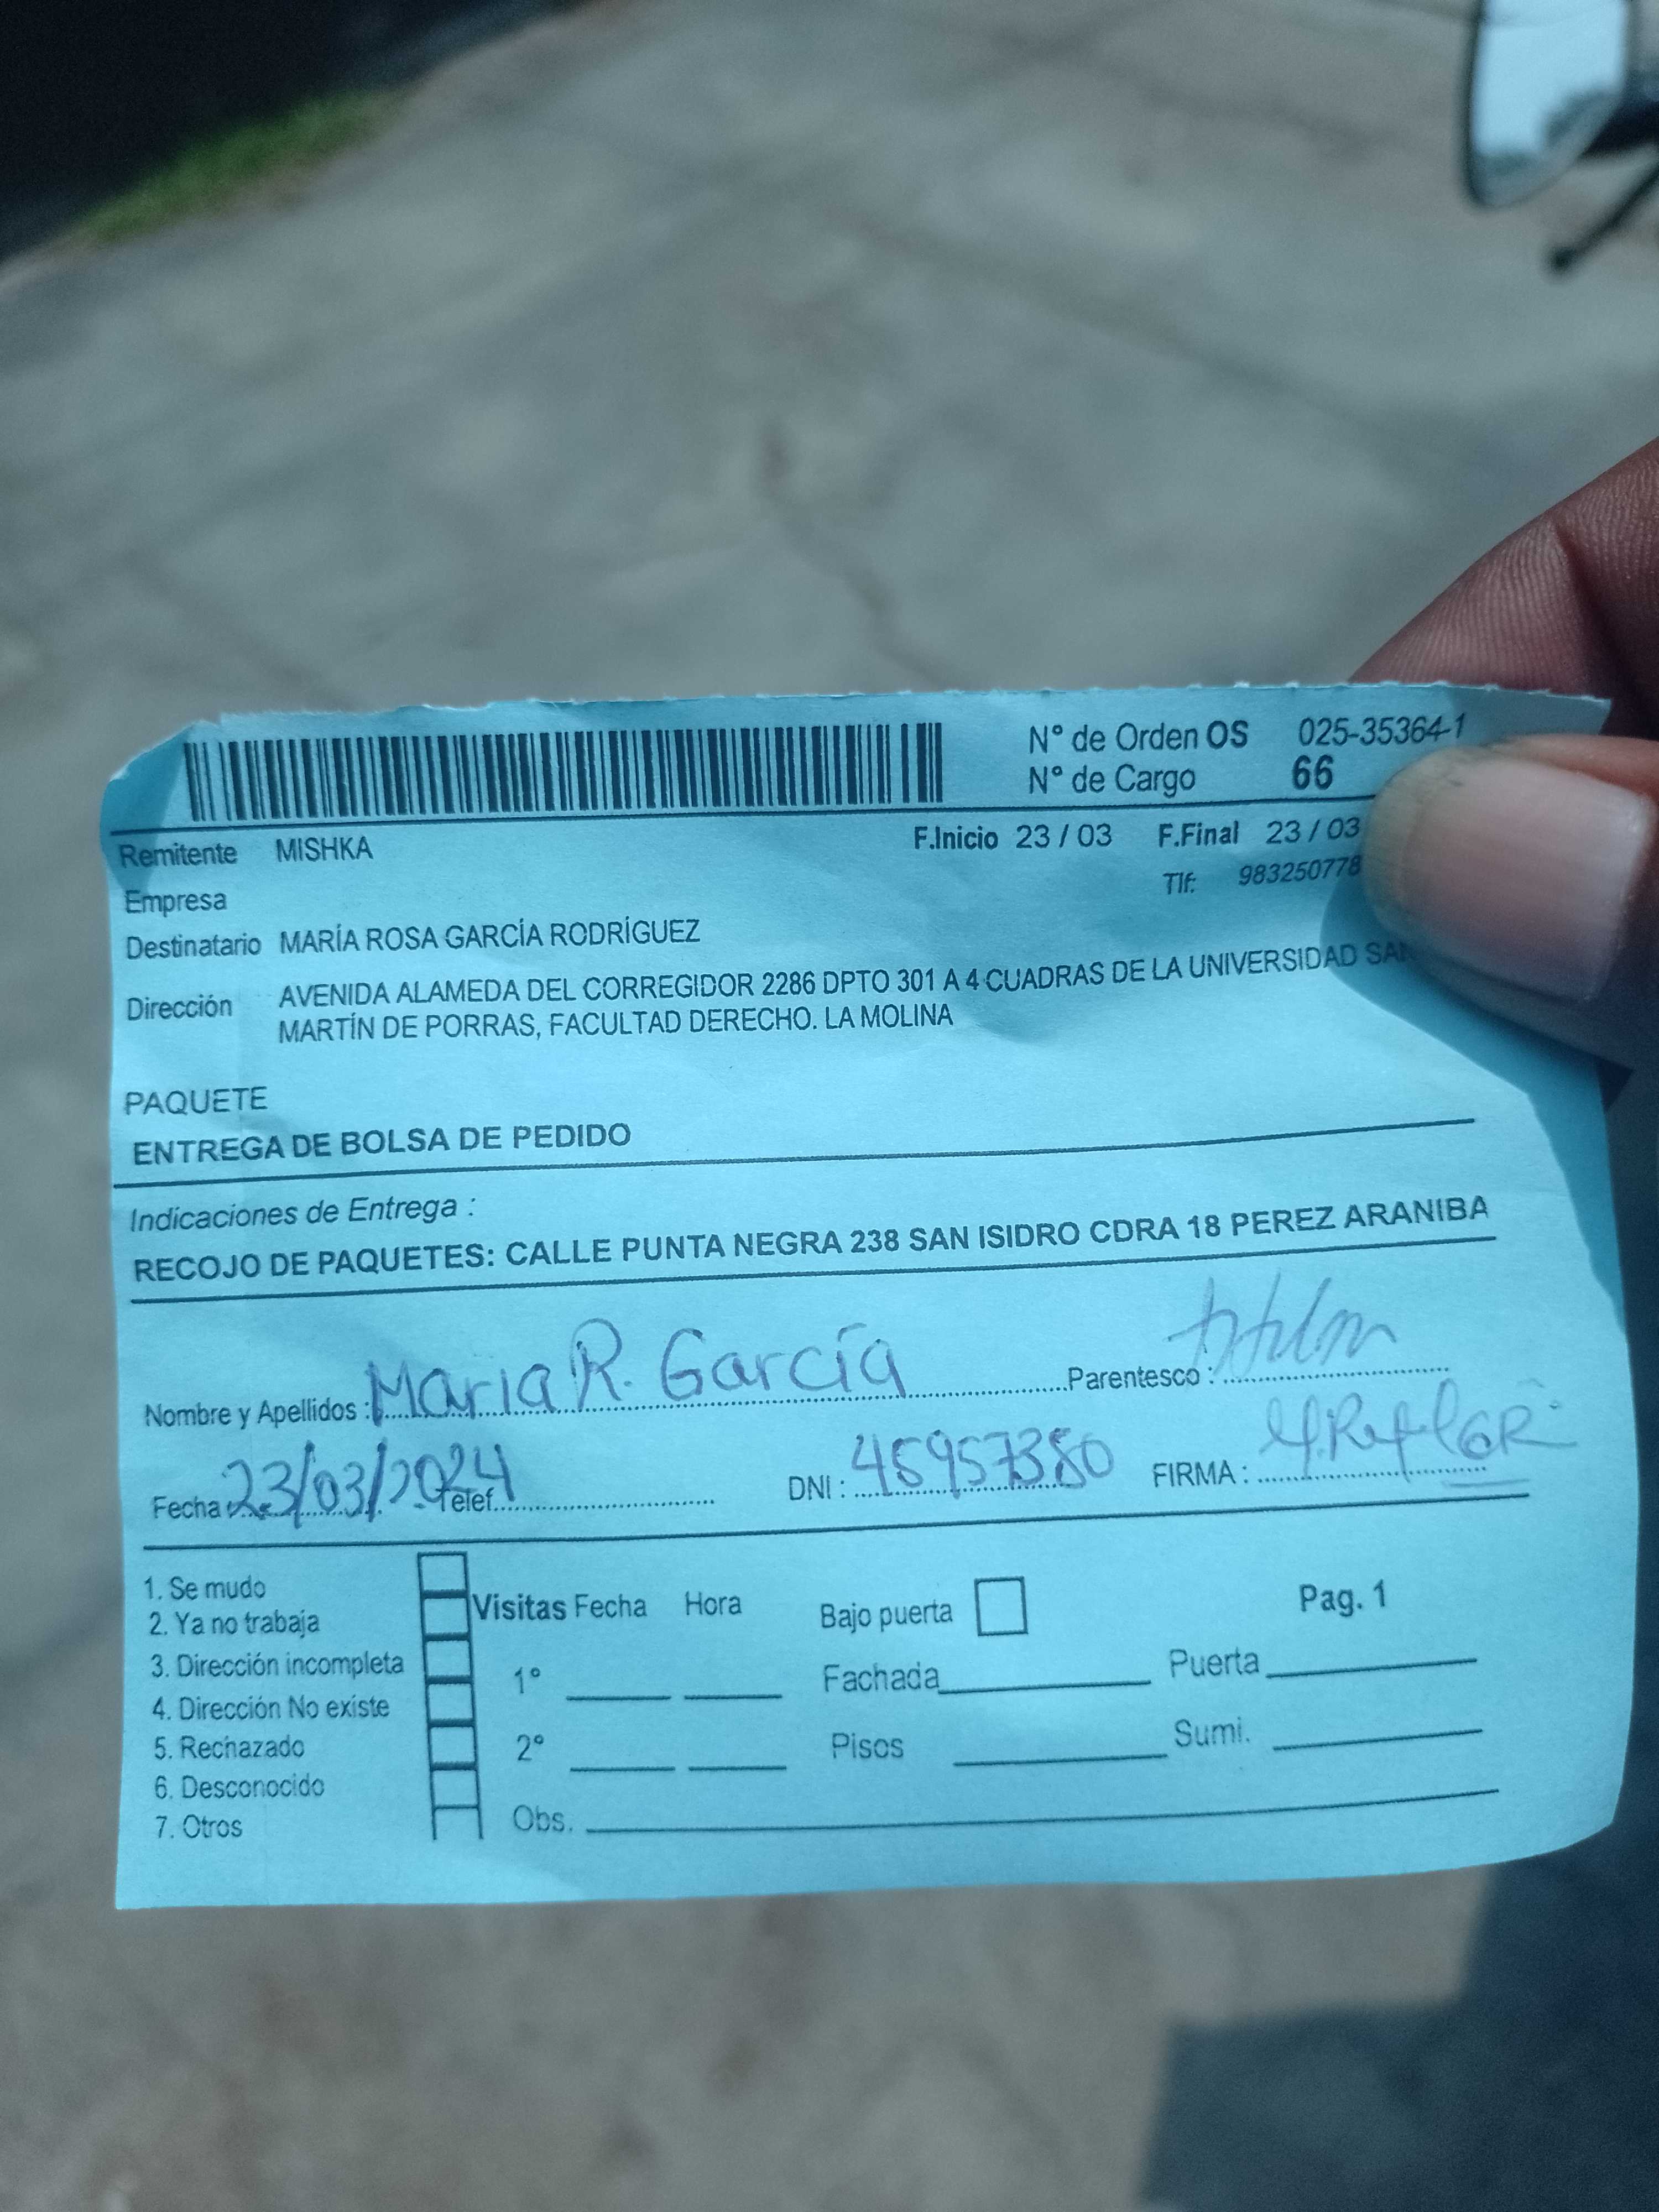 N° de Orden OS 025-35364-1
N° de Cargo 66
Remitente MISHKA F.Inicio 23 / 03 F.Final 23 / 03
Empresa Tlf: 983250778
Destinatario MARÍA ROSA GARCÍA RODRÍGUEZ
Dirección AVENIDA ALAMEDA DEL CORREGIDOR 2286 DPTO 301 A 4 CUADRAS DE LA UNIVERSIDAD
MARTÍN DE PORRAS, FACULTAD DERECHO. LA MOLINA
PAQUETE
ENTREGA DE BOLSA DE PEDIDO
Indicaciones de Entrega :
RECOJO DE PAQUETES: CALLE PUNTA NEGRA 238 SAN ISIDRO CDRA 18 PEREZ ARANIBA
Nombre y Apellidos : Maria R. García Parentesco :
Fecha : 23/03/2024 Telef. DNI : FIRMA :
1. Se mudo
2. Ya no trabaja
3. Dirección incompleta
4. Dirección No existe
5. Rechazado
6. Desconocido
7. Otros
Visitas Fecha Hora Bajo puerta Pag. 1
1° Fachada Puerta
2° Pisos Sumi.
Obs.